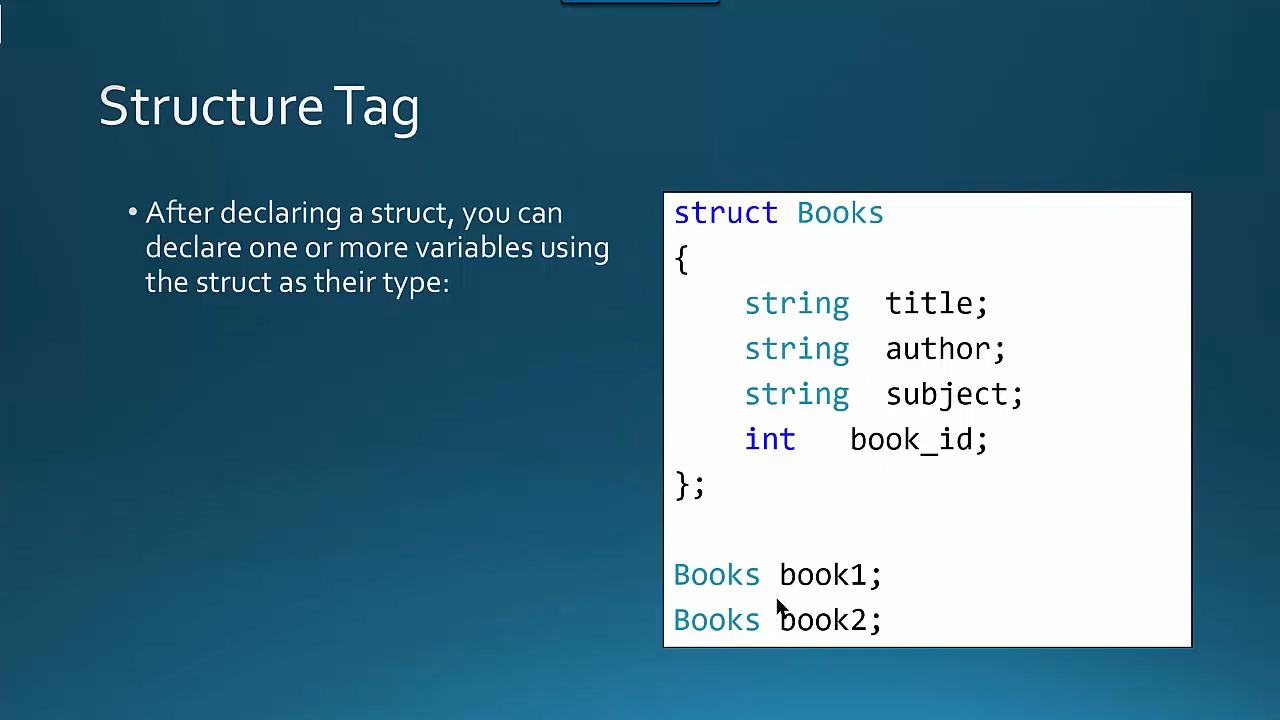 Structure Tag
• After declaring a struct, you can
declare one or more variables using
the struct as their type:
struct Books
{
    string  title;
    string  author;
    string  subject;
    int   book_id;
};
Books book1;
Books book2;